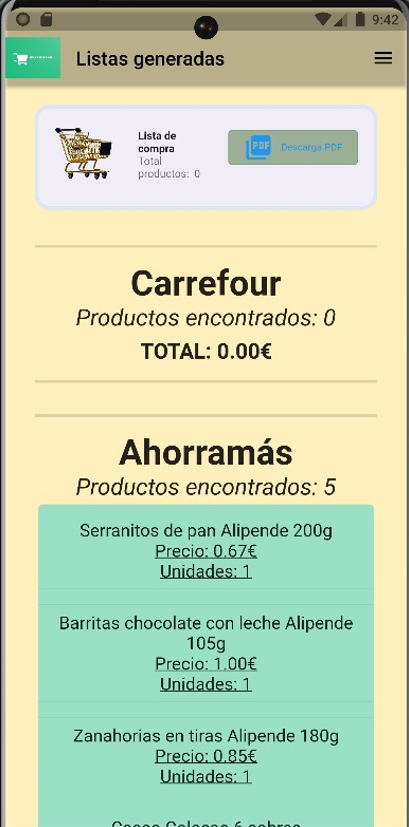 9:42
Listas generadas
Lista de
compra
Total
productos: 0
PDF
Descarga PDF
Carrefour
Productos encontrados: 0
TOTAL: 0.00€
Ahorramás
Productos encontrados: 5
Serranitos de pan Alipende 200g
Precio: 0.67€
Unidades: 1
Barritas chocolate con leche Alipende
105g
Precio: 1.00€
Unidades: 1
Zanahorias en tiras Alipende 180g
Precio: 0.85€
Unidades: 1